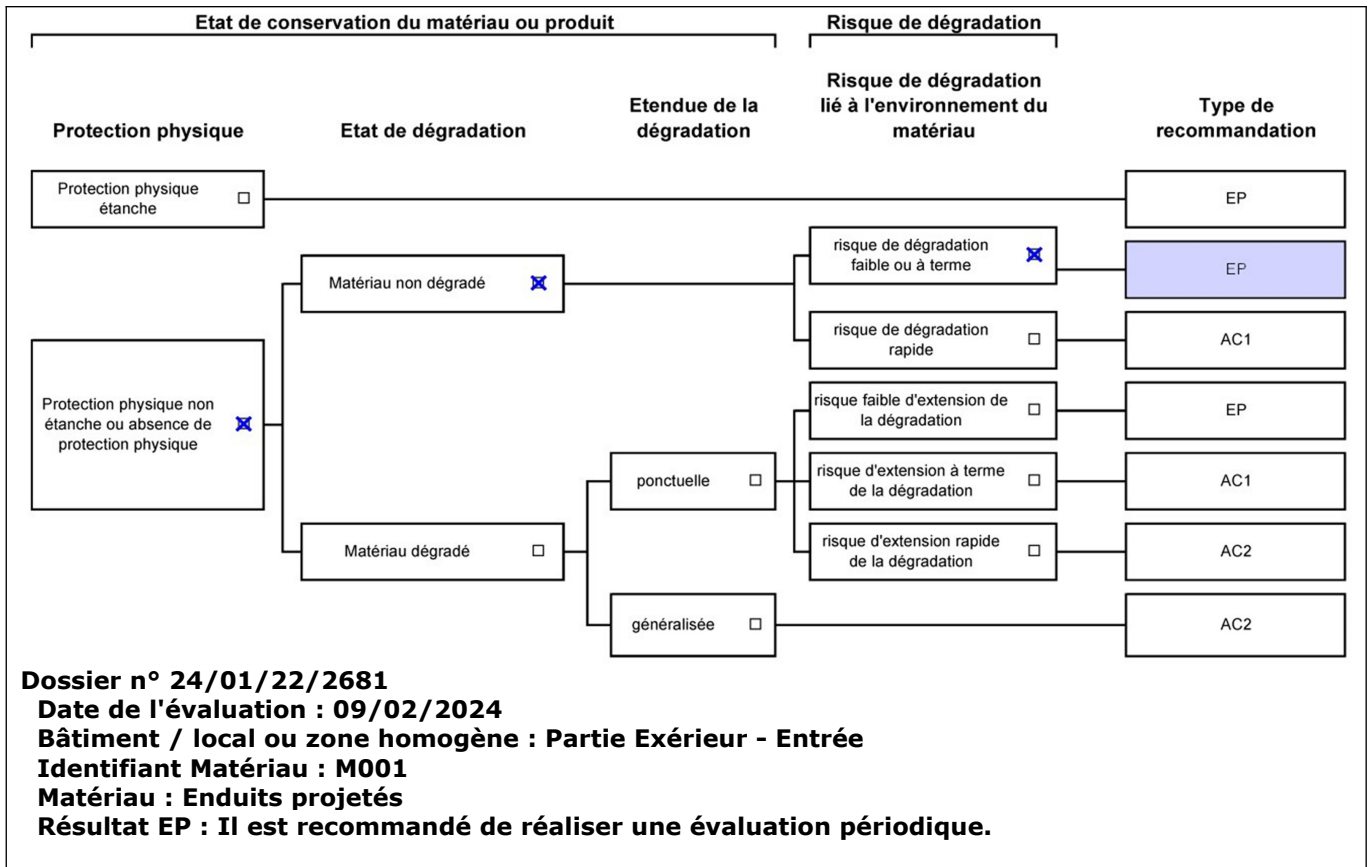 Etat de conservation du matériau ou produit
Risque de dégradation
Protection physique
Etat de dégradation
Etendue de la
dégradation
Risque de dégradation
lié à l'environnement du
matériau
Type de
recommandation
Protection physique
étanche
EP
risque de dégradation
faible ou à terme
EP
Matériau non dégradé
risque de dégradation
rapide
AC1
Protection physique non
étanche ou absence de
protection physique
risque faible d'extension de
la dégradation
EP
ponctuelle
risque d'extension à terme
de la dégradation
AC1
Matériau dégradé
risque d'extension rapide
de la dégradation
AC2
généralisée
AC2
Dossier n° 24/01/22/2681
Date de l'évaluation : 09/02/2024
Bâtiment / local ou zone homogène : Partie Exérieur - Entrée
Identifiant Matériau : M001
Matériau : Enduits projetés
Résultat EP : Il est recommandé de réaliser une évaluation périodique.